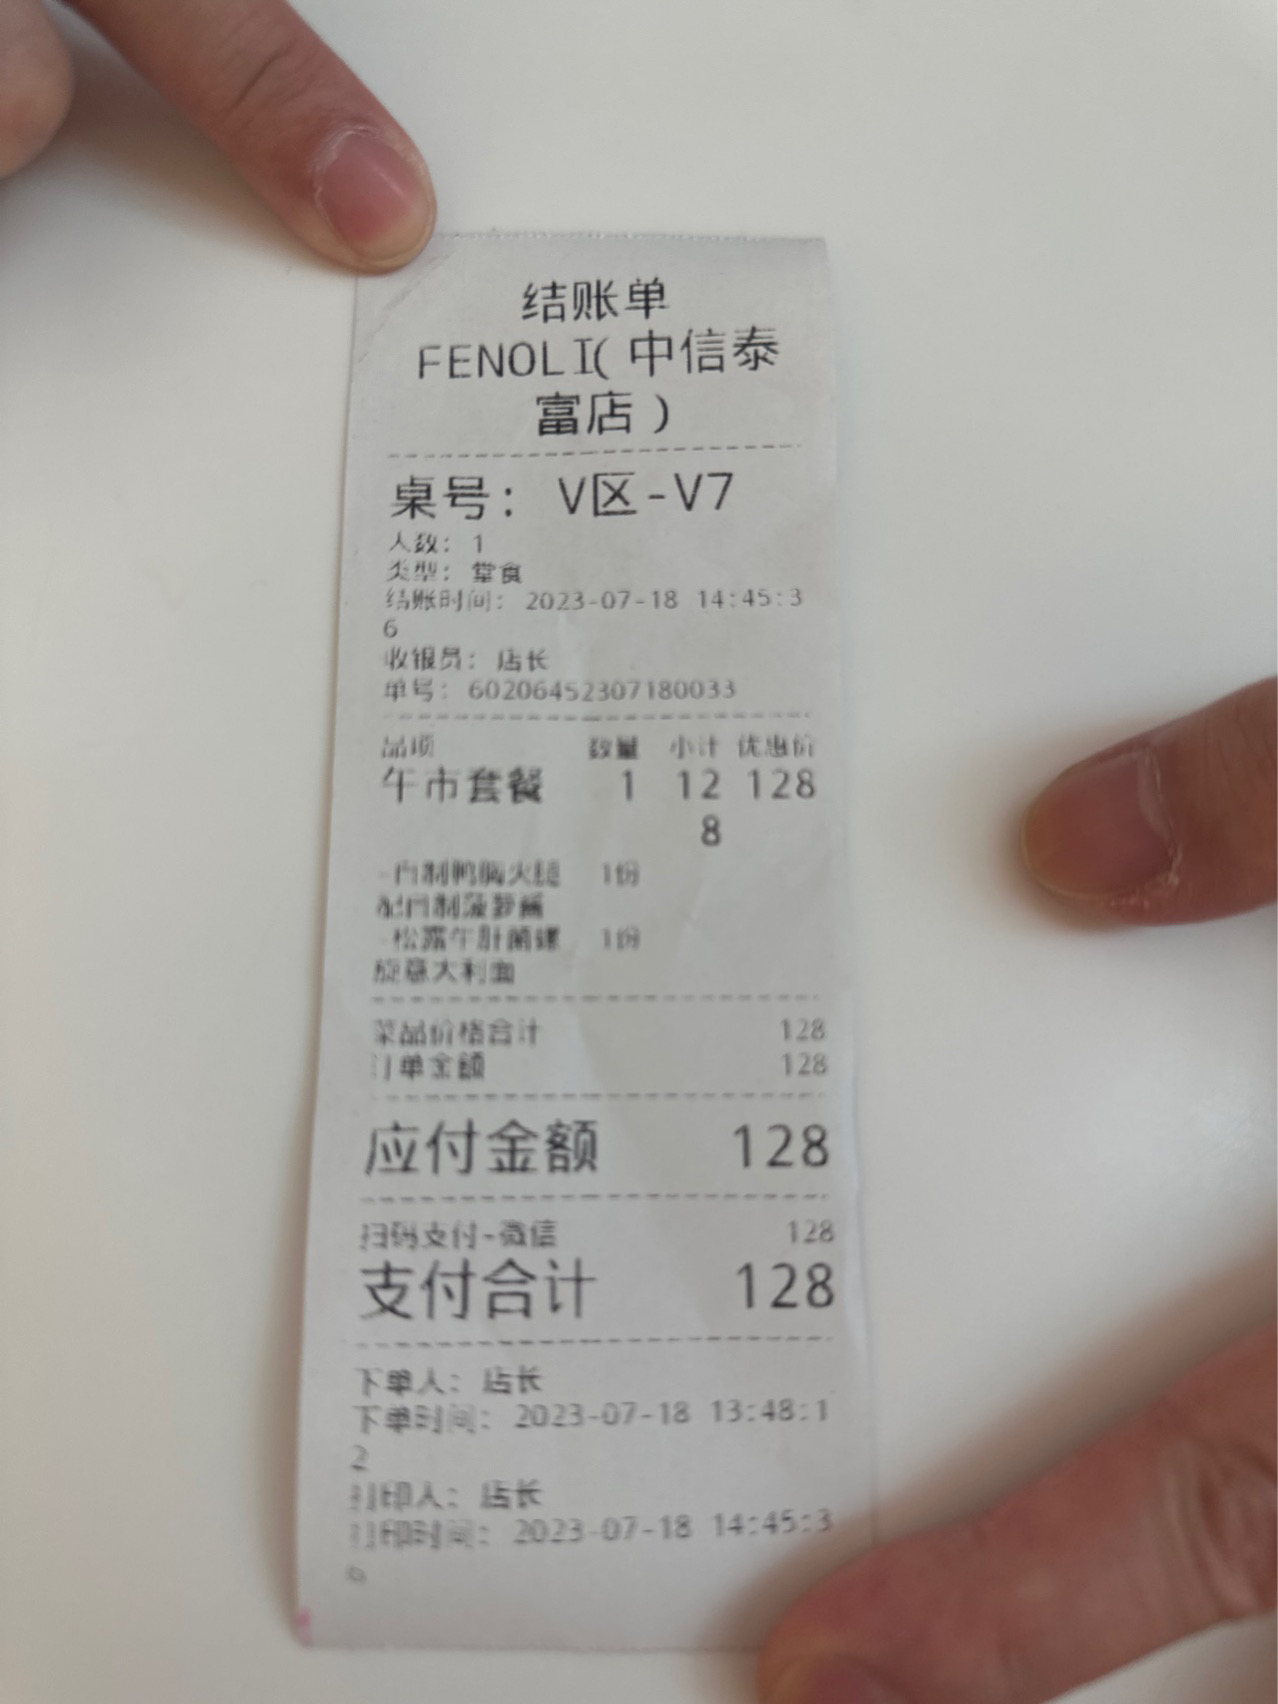 结账单
FENOLI(中信泰
富店)
桌号: V区-V7
人数: 1
类型: 堂食
结账时间: 2023-07-18 14:45:3
6
收银员: 店长
单号: 60206452307180033
品项 数量 小计 优惠价
午市套餐 1 12 128
8
-自制鸭胸火腿 1份
配自制菠萝酱
-松露牛肝菌螺 1份
旋意大利面
菜品价格合计 128
订单金额 128
应付金额 128
扫码支付-微信 128
支付合计 128
下单人: 店长
下单时间: 2023-07-18 13:48:1
2
打印人: 店长
打印时间: 2023-07-18 14:45:3
6